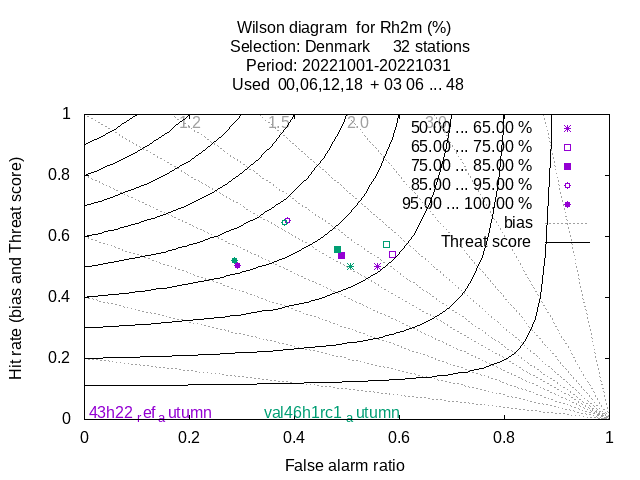 Wilson diagram  for Rh2m (%)
Selection: Denmark     32 stations
Period: 20221001-20221031
Used  00,06,12,18  + 03 06 ... 48
1.2 1.5 2.0 3.0
50.00 ... 65.00 %
65.00 ... 75.00 %
75.00 ... 85.00 %
85.00 ... 95.00 %
95.00 ... 100.00 %
bias
Threat score
1
0.8
0.6
0.4
0.2
0
Hit rate (bias and Threat score)
43h22ref autumn val46h1rc1autumn
0 0.2 0.4 0.6 0.8 1
False alarm ratio